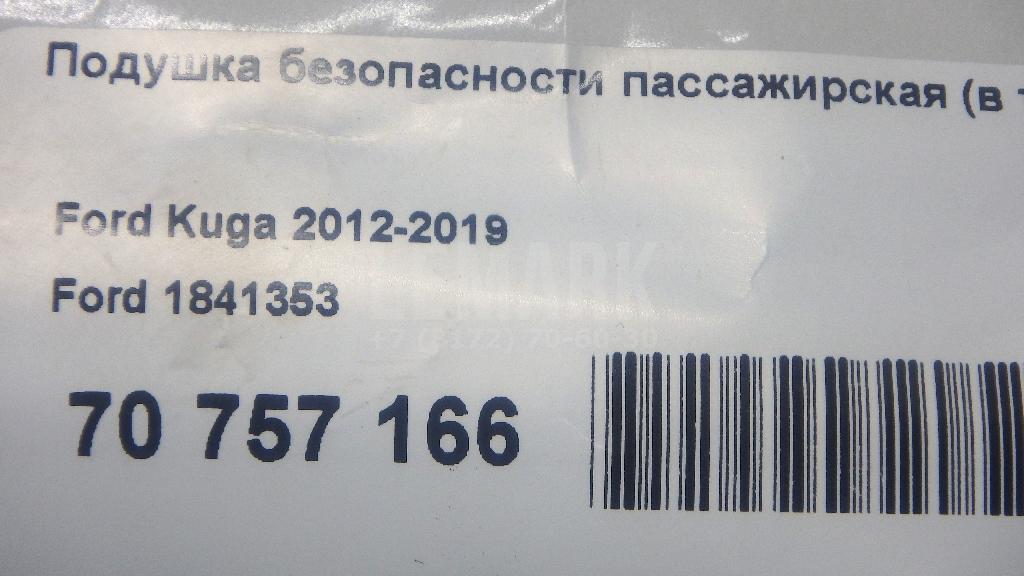 Подушка безопасности пассажирская (в
Ford Kuga 2012-2019
Ford 1841353
70 757 166